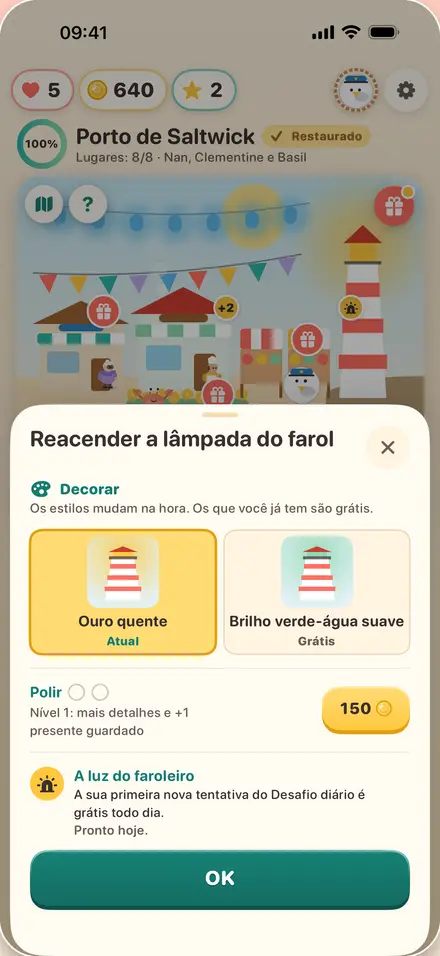 09:41
5
640
2
100%
Porto de Saltwick
Restaurado
Lugares: 8/8 · Nan, Clementine e Basil
?
+2
Reacender a lâmpada do farol
Decorar
Os estilos mudam na hora. Os que você já tem são grátis.
Ouro quente
Atual
Brilho verde-água suave
Grátis
Polir
Nível 1: mais detalhes e +1
presente guardado
150
A luz do faroleiro
A sua primeira nova tentativa do Desafio diário é
grátis todo dia.
Pronto hoje.
OK